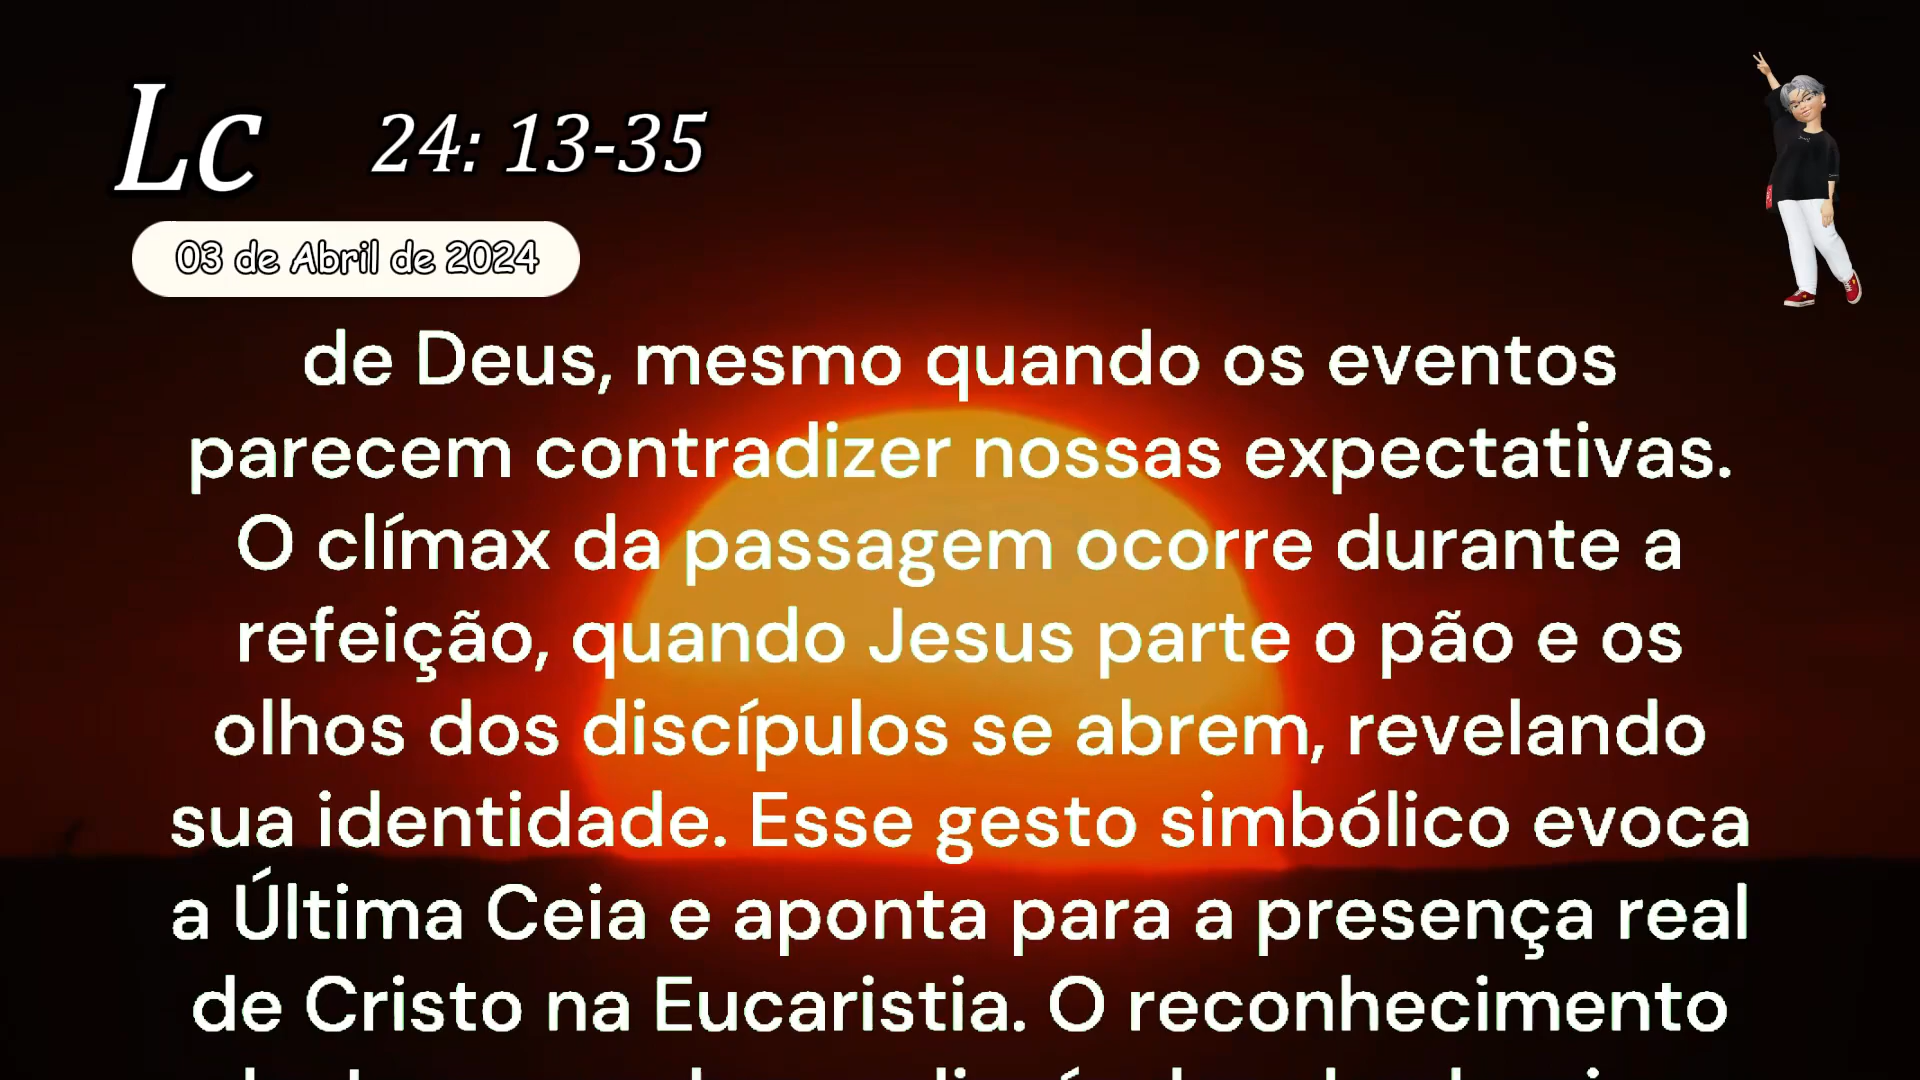 Lc 24: 13-35
03 de Abril de 2024
de Deus, mesmo quando os eventos
parecem contradizer nossas expectativas.
O clímax da passagem ocorre durante a
refeição, quando Jesus parte o pão e os
olhos dos discípulos se abrem, revelando
sua identidade. Esse gesto simbólico evoca
a Última Ceia e aponta para a presença real
de Cristo na Eucaristia. O reconhecimento